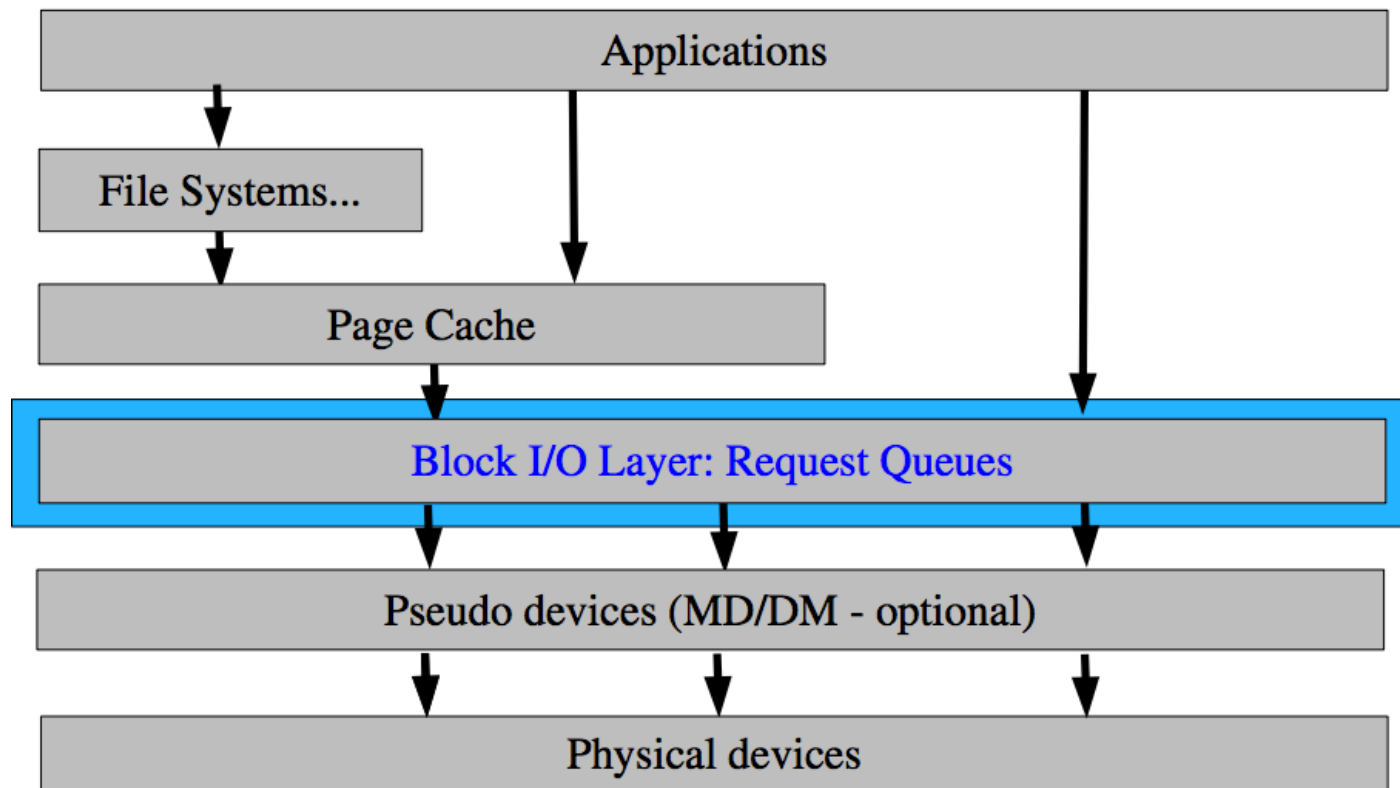 Applications
File Systems...
Page Cache
Block I/O Layer: Request Queues
Pseudo devices (MD/DM - optional)
Physical devices